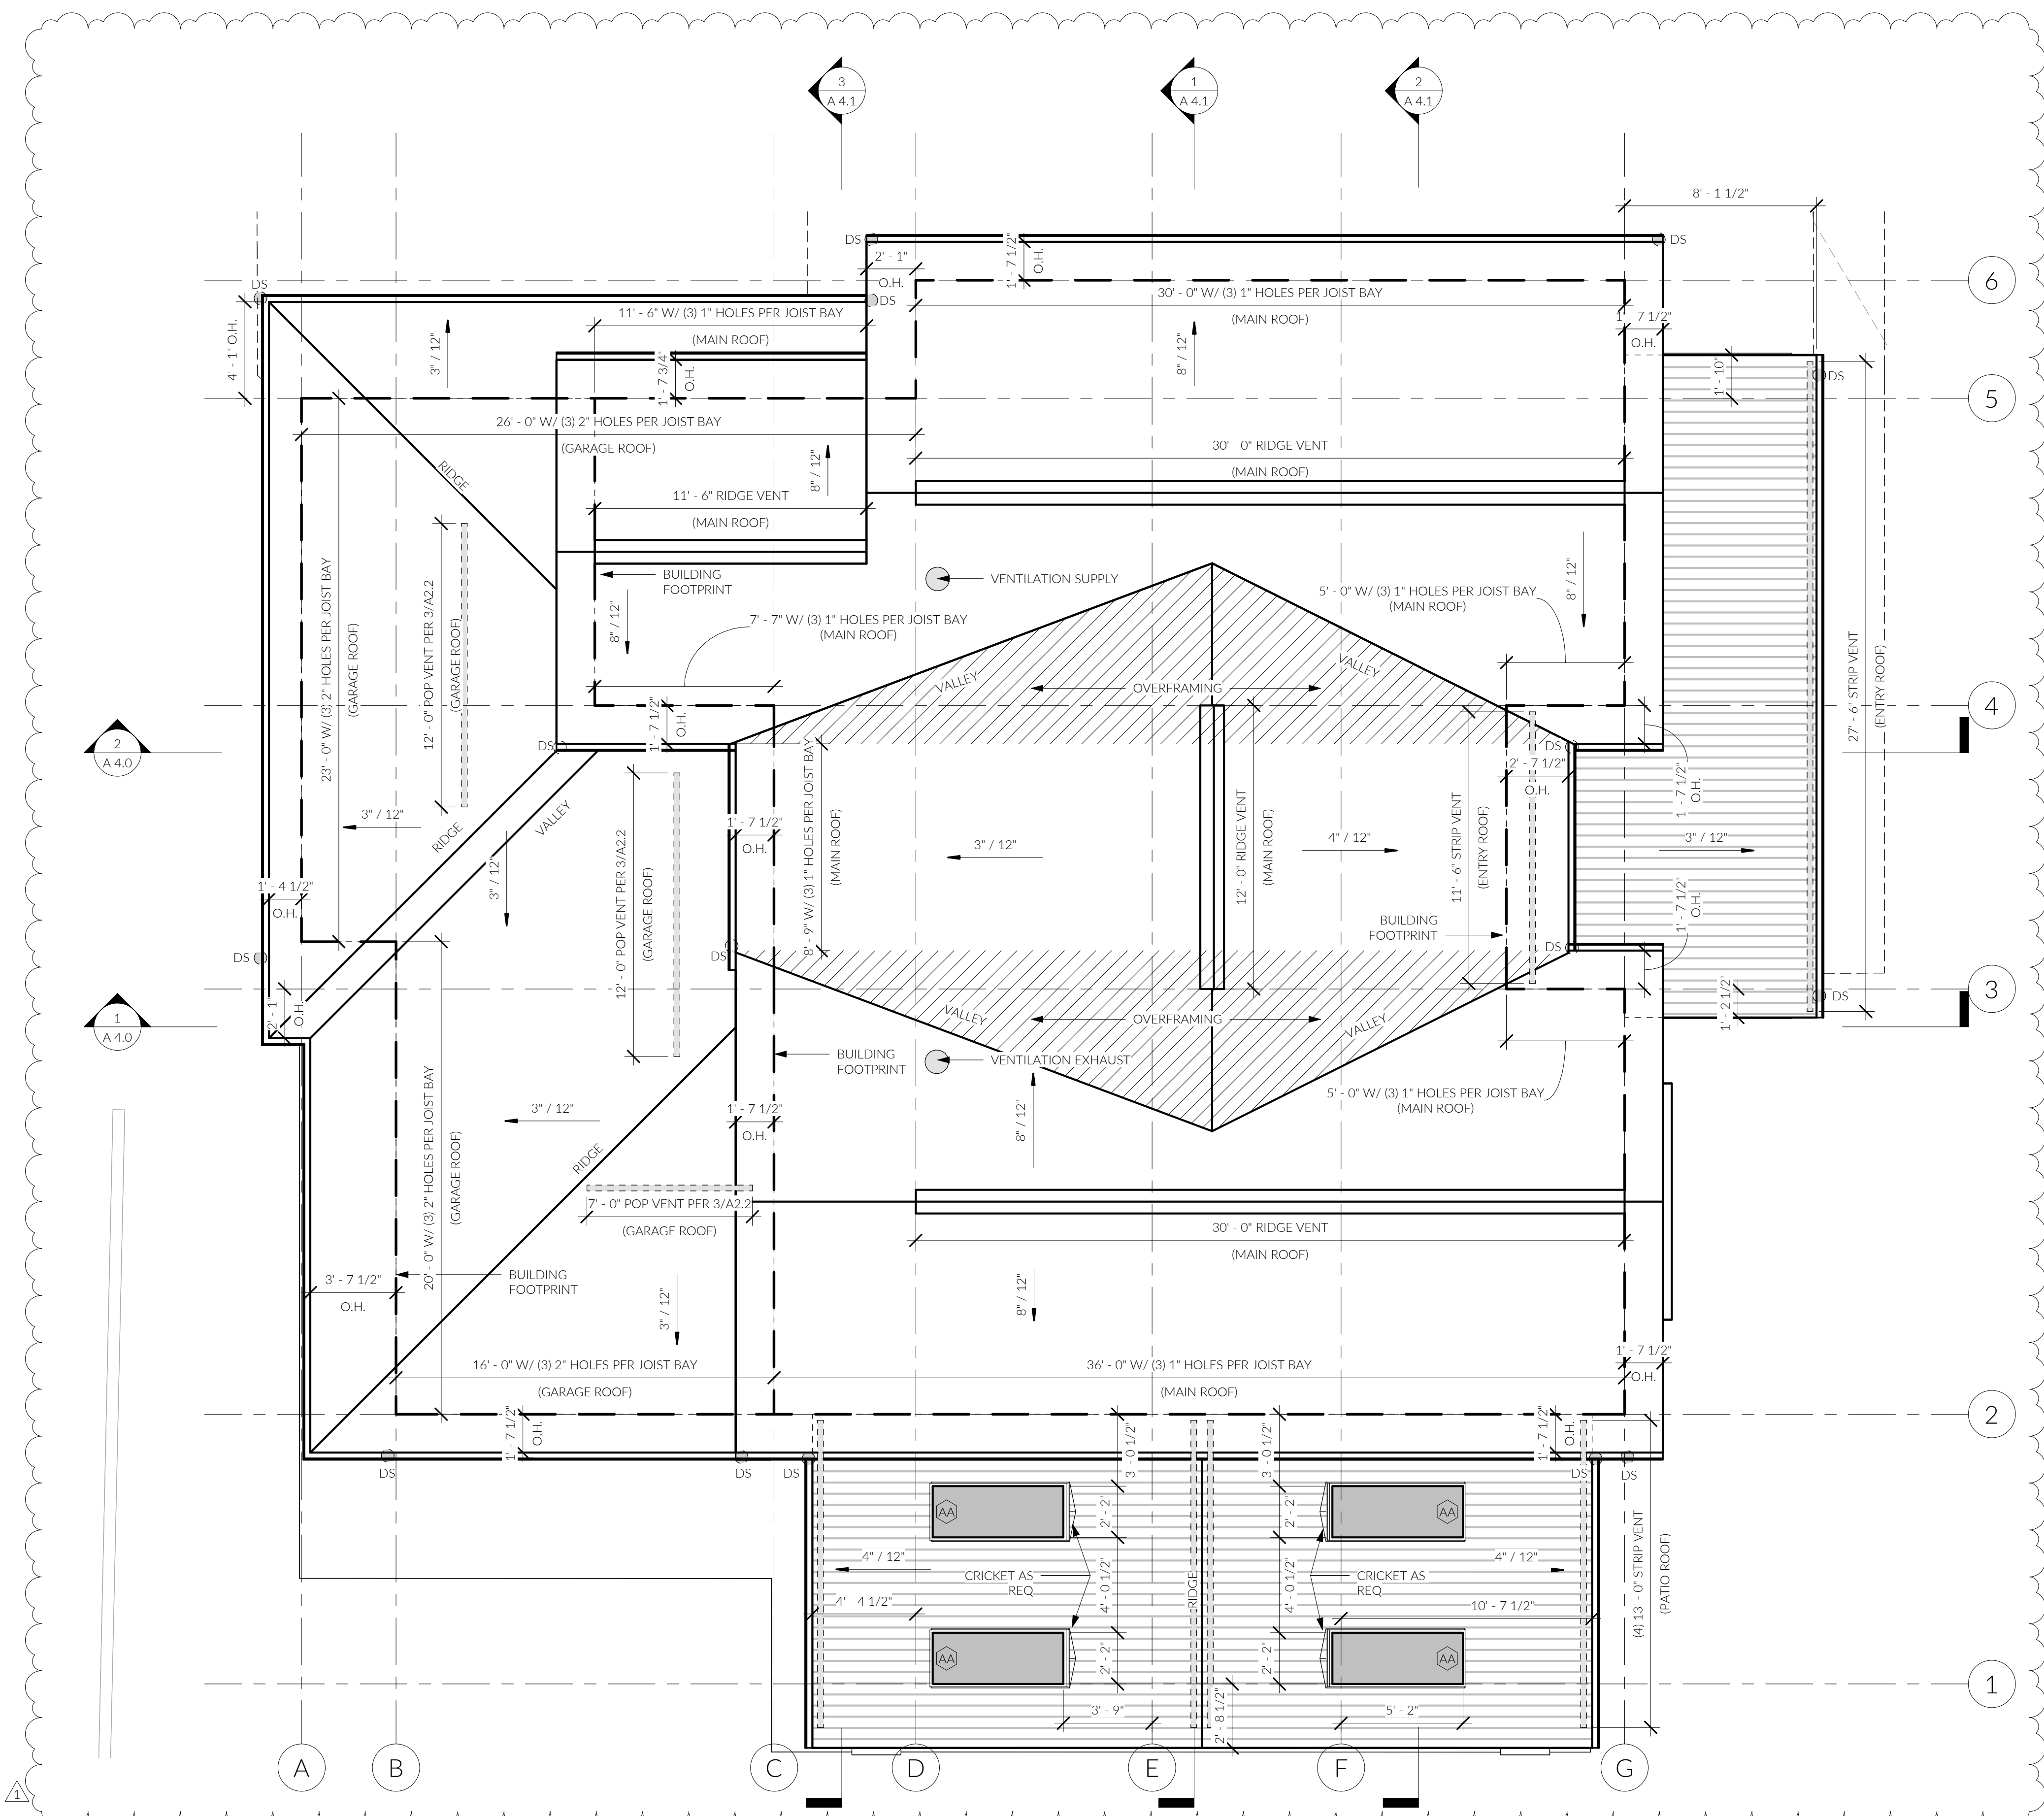 3
A 4.1
1
A 4.1
2
A 4.1
8' - 1 1/2"
DS
DS
1' - 7 1/2"
O.H.
2' - 1"
O.H.
6
DS
DS
30' - 0" W/ (3) 1" HOLES PER JOIST BAY
(MAIN ROOF)
11' - 6" W/ (3) 1" HOLES PER JOIST BAY
(MAIN ROOF)
1' - 7 1/2"
O.H.
4' - 1" O.H.
3" / 12"
8" / 12"
1' - 7 3/4"
O.H.
1' - 10"
DS
5
26' - 0" W/ (3) 2" HOLES PER JOIST BAY
(GARAGE ROOF)
30' - 0" RIDGE VENT
(MAIN ROOF)
RIDGE
8" / 12"
11' - 6" RIDGE VENT
(MAIN ROOF)
BUILDING
FOOTPRINT
VENTILATION SUPPLY
8" / 12"
5' - 0" W/ (3) 1" HOLES PER JOIST BAY
(MAIN ROOF)
8" / 12"
7' - 7" W/ (3) 1" HOLES PER JOIST BAY
(MAIN ROOF)
23' - 0" W/ (3) 2" HOLES PER JOIST BAY
(GARAGE ROOF)
12' - 0" POP VENT PER 3/A2.2
(GARAGE ROOF)
VALLEY
VALLEY
OVERFRAMING
27' - 6" STRIP VENT
(ENTRY ROOF)
4
1' - 7 1/2"
O.H.
DS
DS
2
A 4.0
2' - 7 1/2"
O.H.
1' - 7 1/2"
O.H.
3" / 12"
RIDGE
VALLEY
3" / 12"
12' - 0" POP VENT PER 3/A2.2
(GARAGE ROOF)
1' - 7 1/2"
O.H.
8' - 9" W/ (3) 1" HOLES PER JOIST BAY
(MAIN ROOF)
3" / 12"
12' - 0" RIDGE VENT
(MAIN ROOF)
4" / 12"
11' - 6" STRIP VENT
(ENTRY ROOF)
3" / 12"
1' - 4 1/2"
O.H.
BUILDING
FOOTPRINT
1' - 7 1/2"
O.H.
DS
DS
DS
3
2' - 1"
O.H.
1' - 2 1/2"
DS
1
A 4.0
VALLEY
OVERFRAMING
VALLEY
BUILDING
FOOTPRINT
VENTILATION EXHAUST
5' - 0" W/ (3) 1" HOLES PER JOIST BAY
(MAIN ROOF)
3" / 12"
1' - 7 1/2"
O.H.
8" / 12"
RIDGE
20' - 0" W/ (3) 2" HOLES PER JOIST BAY
(GARAGE ROOF)
7' - 0" POP VENT PER 3/A2.2
(GARAGE ROOF)
30' - 0" RIDGE VENT
(MAIN ROOF)
BUILDING
FOOTPRINT
3' - 7 1/2"
O.H.
3" / 12"
8" / 12"
16' - 0" W/ (3) 2" HOLES PER JOIST BAY
(GARAGE ROOF)
36' - 0" W/ (3) 1" HOLES PER JOIST BAY
(MAIN ROOF)
1' - 7 1/2"
O.H.
2
1' - 7 1/2"
O.H.
3' - 0 1/2"
3' - 0 1/2"
1' - 7 1/2"
O.H.
DS
DS
DS
DS
DS
AA
2' - 2"
2' - 2"
AA
4" / 12"
CRICKET AS
REQ
4' - 0 1/2"
RIDGE
4' - 0 1/2"
CRICKET AS
REQ
4" / 12"
(4) 13' - 0" STRIP VENT
(PATIO ROOF)
4' - 4 1/2"
10' - 7 1/2"
AA
2' - 2"
2' - 2"
AA
1
3' - 9"
2' - 8 1/2"
5' - 2"
A
B
C
D
E
F
G
1